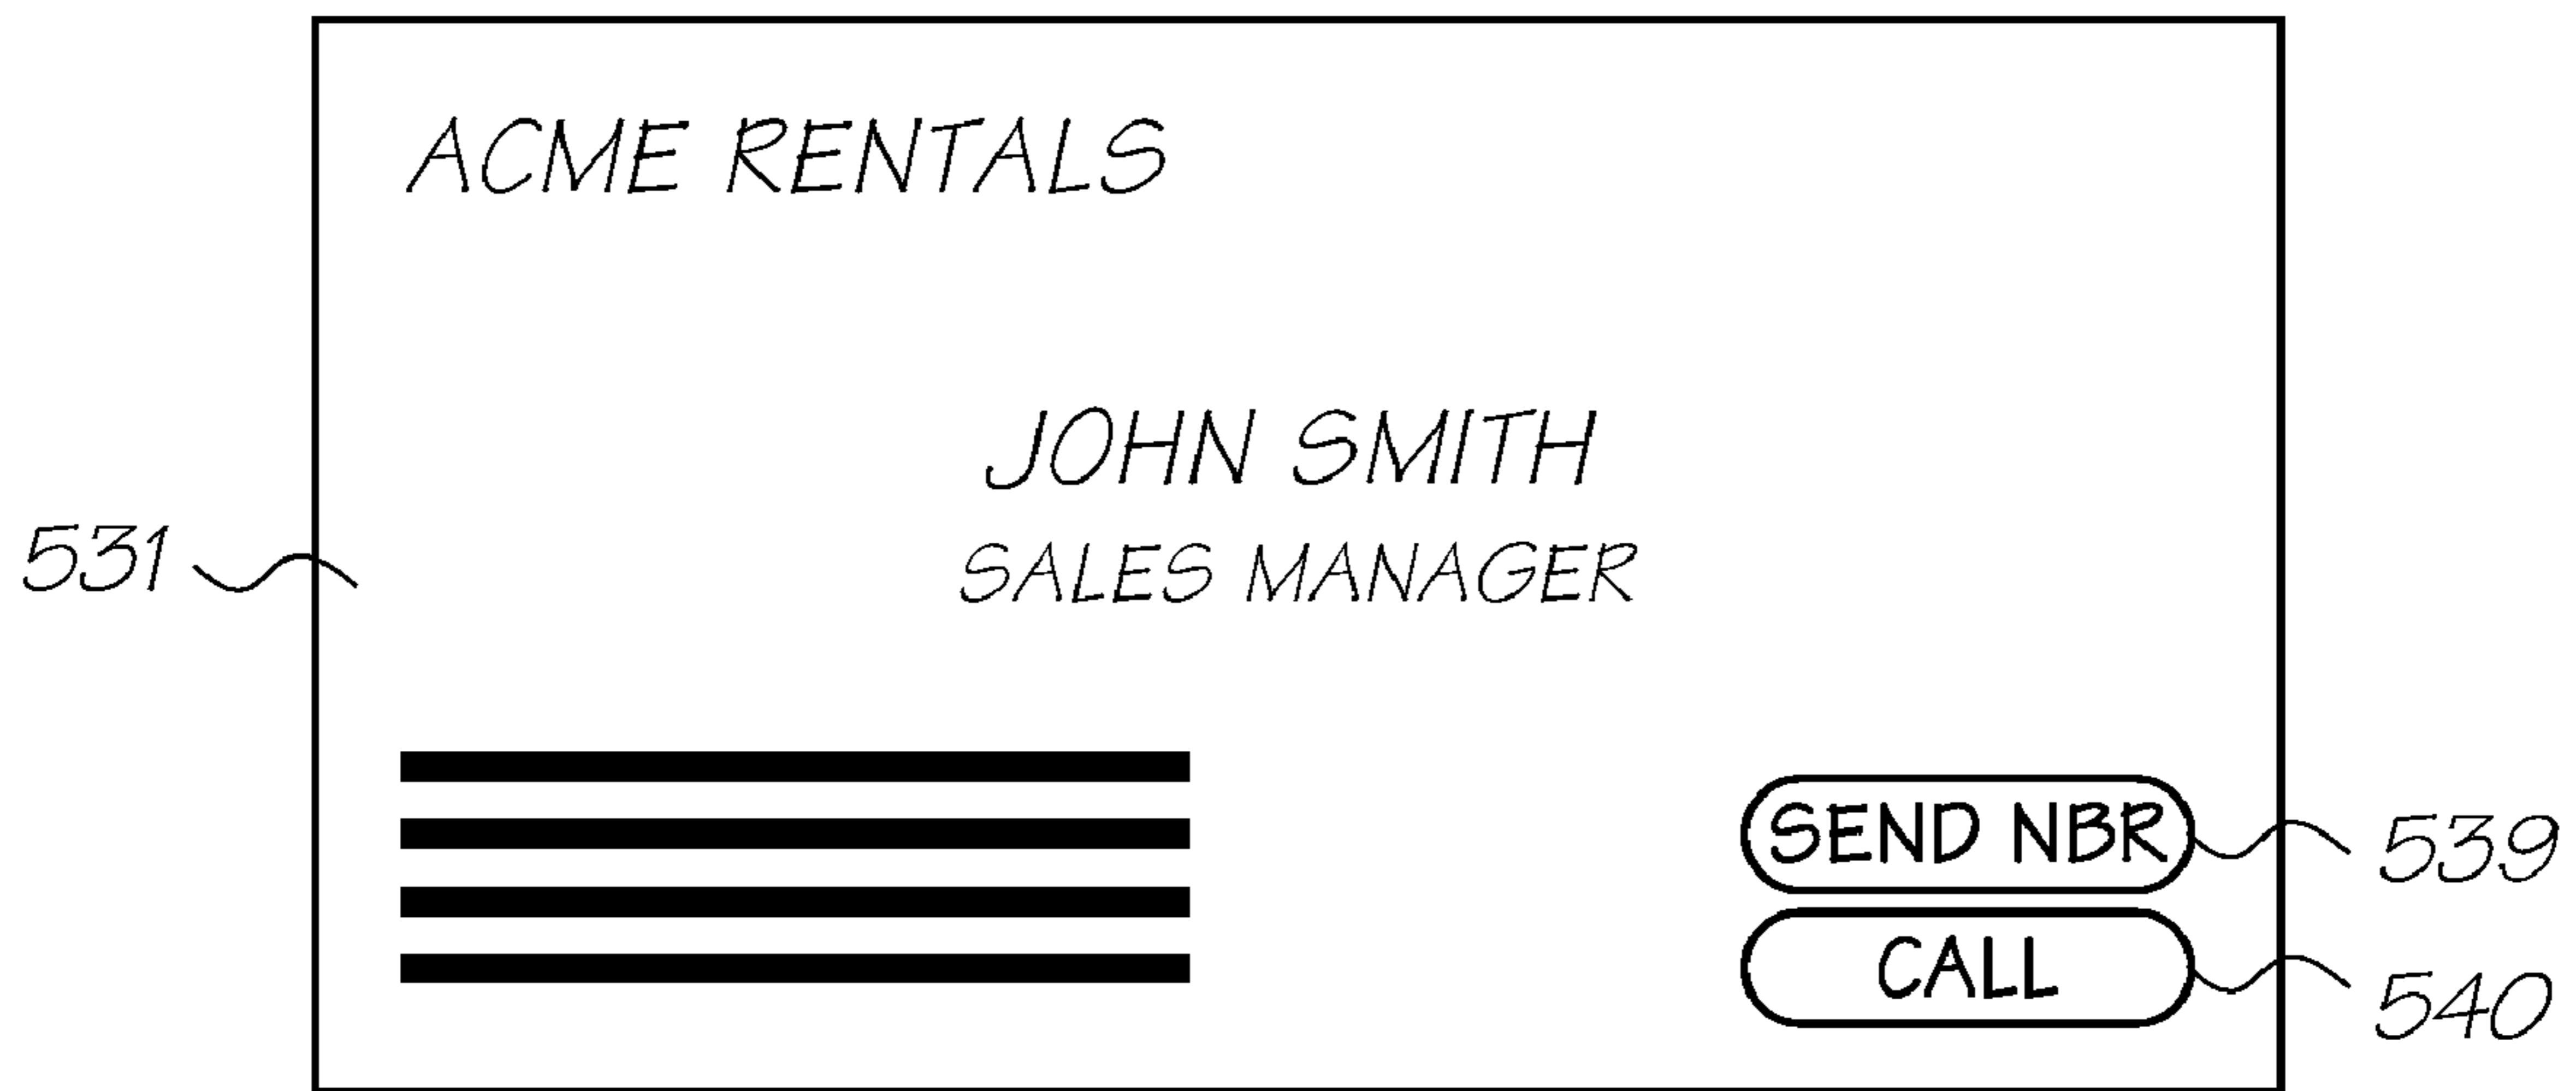 ACME RENTALS
JOHN SMITH
SALES MANAGER
531
SEND NBR
539
CALL
540